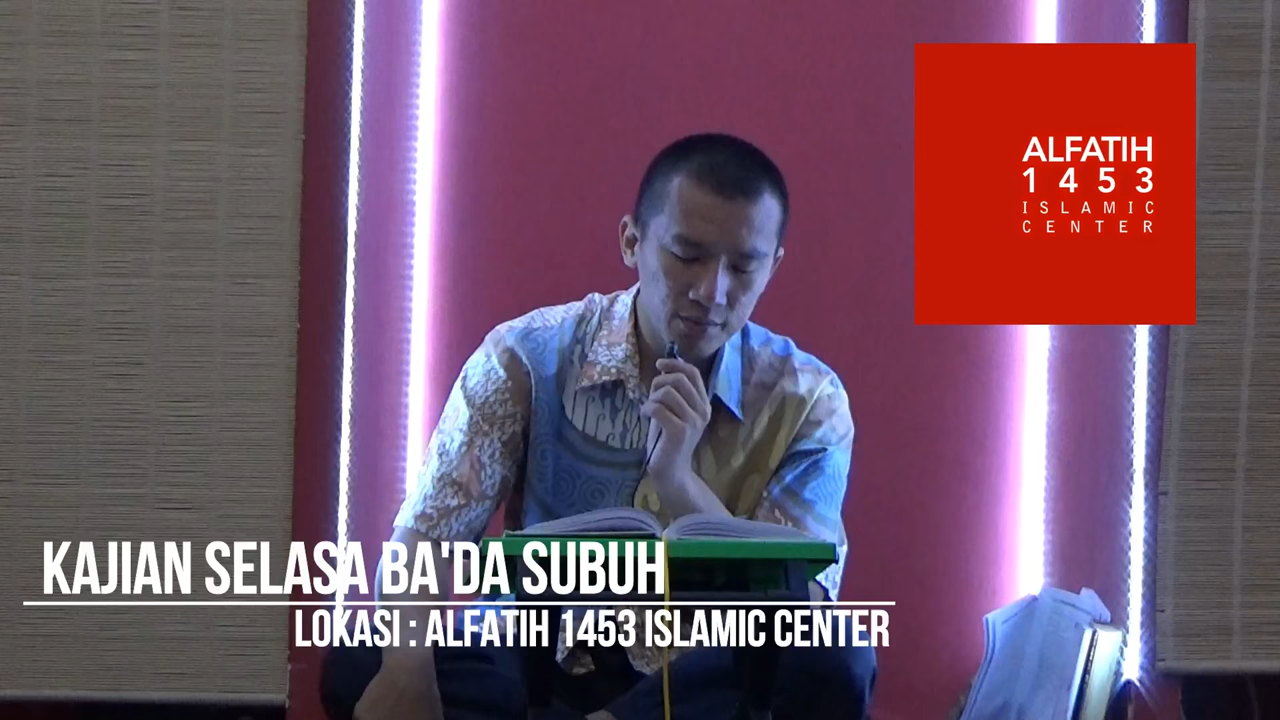 ALFATIH
1453
ISLAMIC
CENTER
KAJIAN SELASA BA'DA SUBUH
LOKASI : ALFATIH 1453 ISLAMIC CENTER